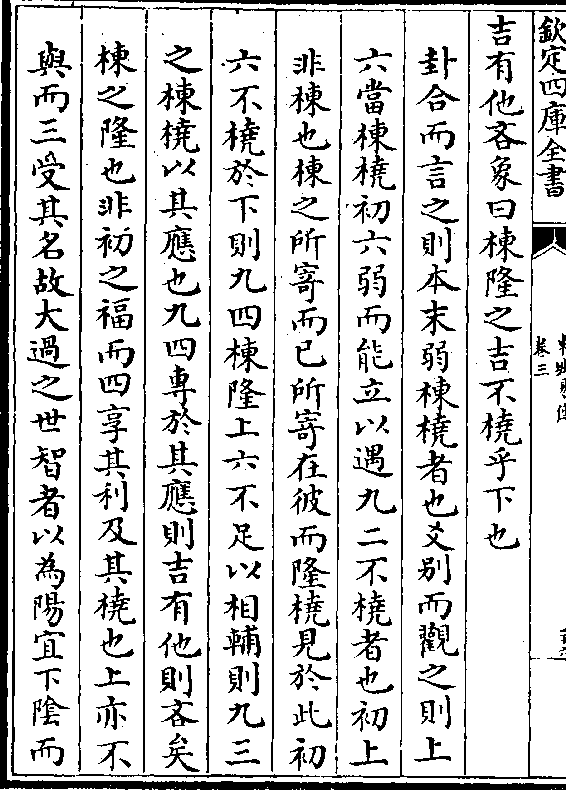 欽定四庫全書
卷三
吉有他吝象曰棟隆之吉不橈乎下也
卦合而言之則本末弱棟橈者也爻别而觀之則上
六當棟橈初六弱而能立以遇九二不橈者也初上
非棟也棟之所寄而已所寄在彼而隆橈見於此初
六不橈於下則九四棟隆上六不足以相輔則九三
之棟橈以其應也九四專於其應則吉有他則吝矣
棟之隆也非初之福而四享其利及其橈也上亦不
與而三受其名故大過之世智者以為陽宜下隂而